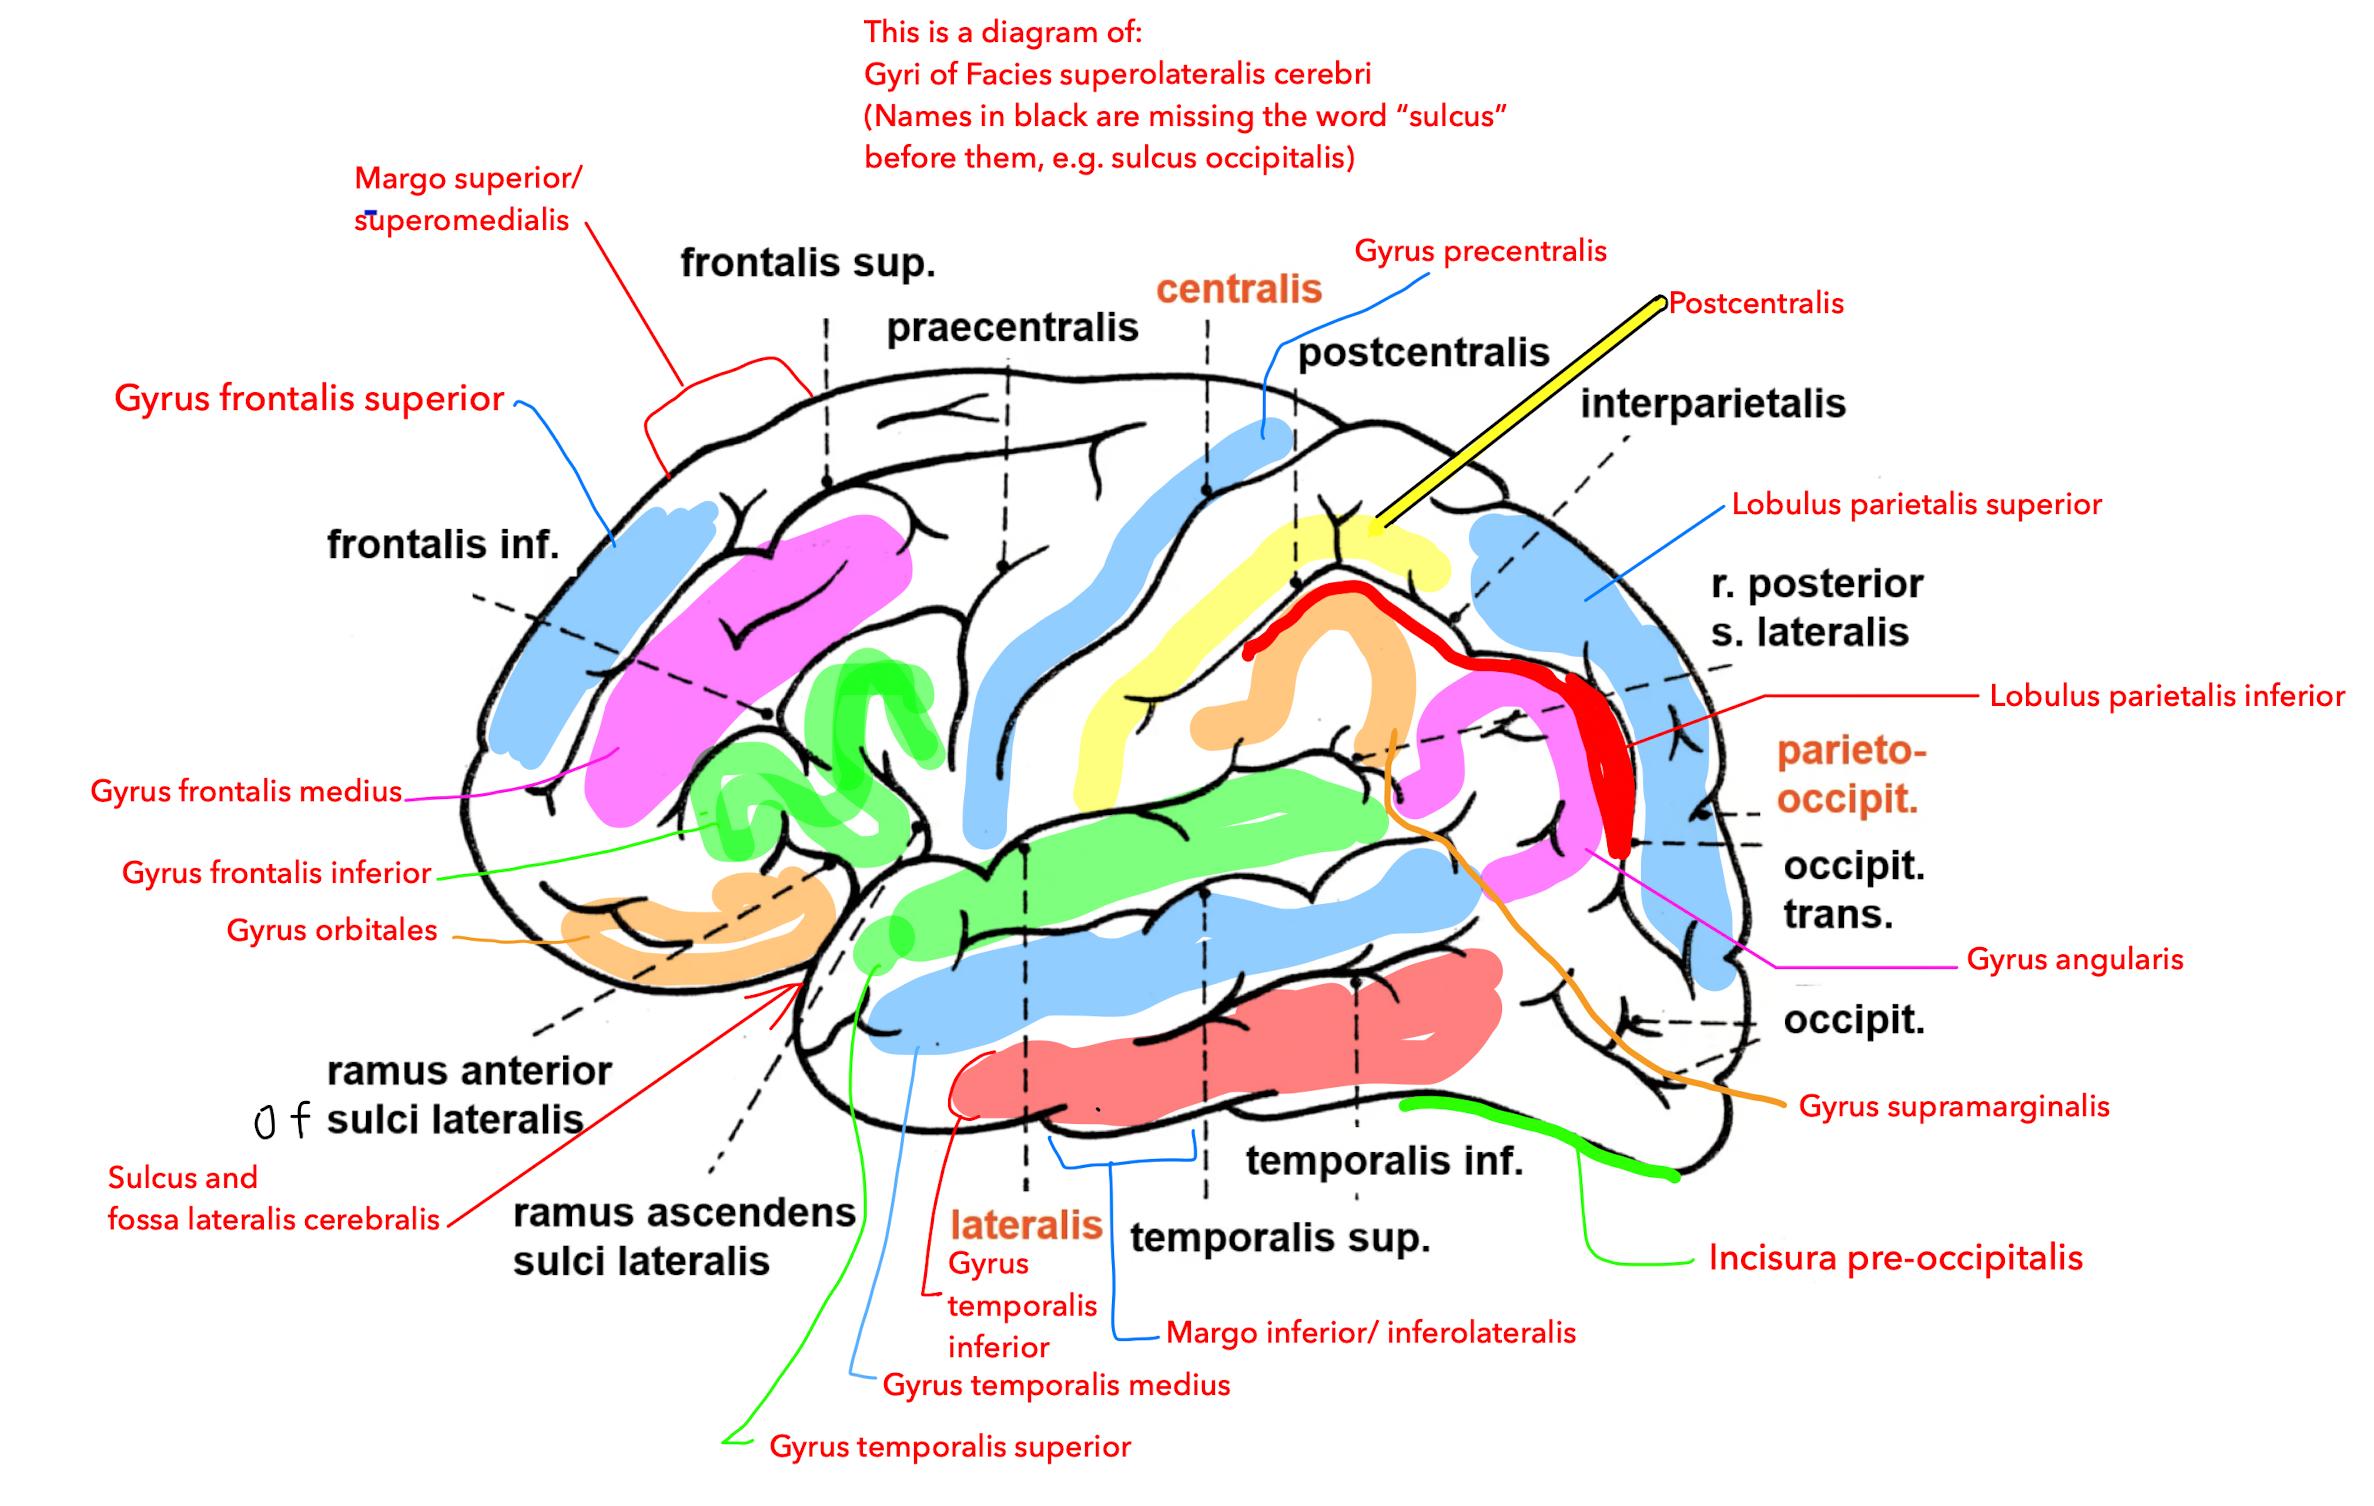 This is a diagram of:
Gyri of Facies superolateralis cerebri
(Names in black are missing the word “sulcus”
before them, e.g. sulcus occipitalis)
Margo superior/
superomedialis
frontalis sup.
praecentralis
centralis
Gyrus precentralis
Postcentralis
postcentralis
interparietalis
Gyrus frontalis superior
frontalis inf.
Lobulus parietalis superior
r. posterior
s. lateralis
Lobulus parietalis inferior
parieto-
occipit.
Gyrus frontalis medius
Gyrus frontalis inferior
occipit.
trans.
Gyrus orbitales
Gyrus angularis
occipit.
ramus anterior
of sulci lateralis
Gyrus supramarginalis
Sulcus and
fossa lateralis cerebralis
ramus ascendens
sulci lateralis
lateralis
temporalis inf.
temporalis sup.
Gyrus
temporalis
inferior
Incisura pre-occipitalis
Margo inferior/ inferolateralis
Gyrus temporalis medius
Gyrus temporalis superior